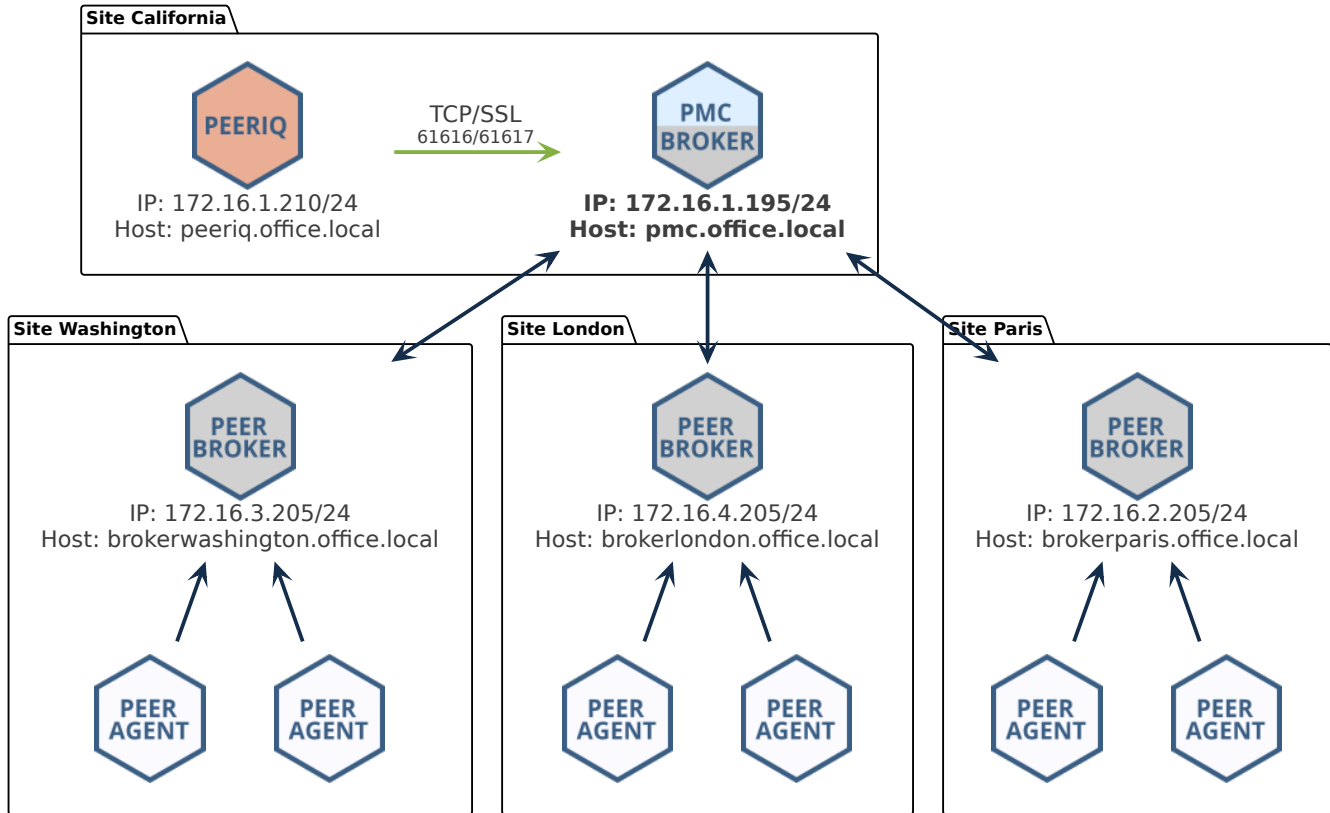 Site California
PEERIQ
TCP/SSL
61616/61617
PMC
BROKER
IP: 172.16.1.210/24
Host: peeriq.office.local
IP: 172.16.1.195/24
Host: pmc.office.local
Site Washington
PEER
BROKER
IP: 172.16.3.205/24
Host: brokerwashington.office.local
PEER
AGENT
PEER
AGENT
Site London
PEER
BROKER
IP: 172.16.4.205/24
Host: brokerlondon.office.local
PEER
AGENT
PEER
AGENT
Site Paris
PEER
BROKER
IP: 172.16.2.205/24
Host: brokerparis.office.local
PEER
AGENT
PEER
AGENT